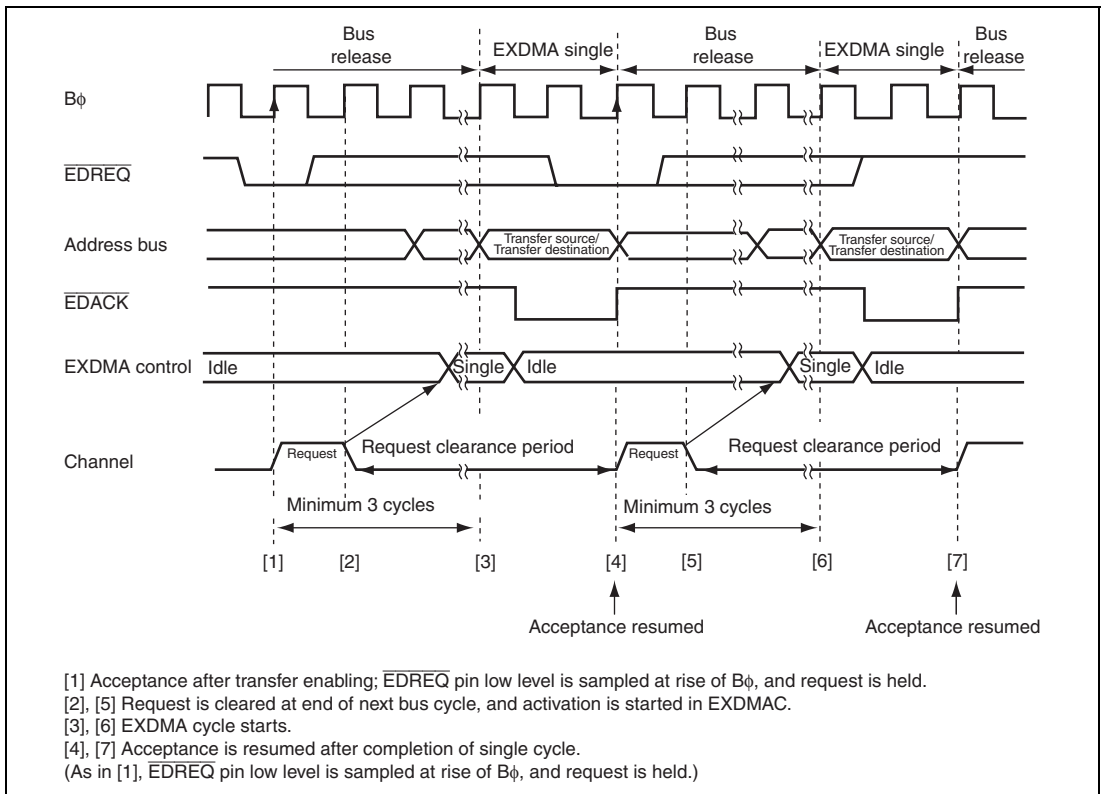 Bus release
EXDMA single
Bus release
EXDMA single
Bus release
Bφ
EDREQ
Address bus
Transfer source/
Transfer destination
Transfer source/
Transfer destination
EDACK
EXDMA control
Idle
Single
Idle
Single
Idle
Channel
Request
Request clearance period
Request
Request clearance period
Minimum 3 cycles
Minimum 3 cycles
[1]
[2]
[3]
[4]
[5]
[6]
[7]
Acceptance resumed
Acceptance resumed
[1] Acceptance after transfer enabling; EDREQ pin low level is sampled at rise of Bφ, and request is held.
[2], [5] Request is cleared at end of next bus cycle, and activation is started in EXDMAC.
[3], [6] EXDMA cycle starts.
[4], [7] Acceptance is resumed after completion of single cycle.
(As in [1], EDREQ pin low level is sampled at rise of Bφ, and request is held.)